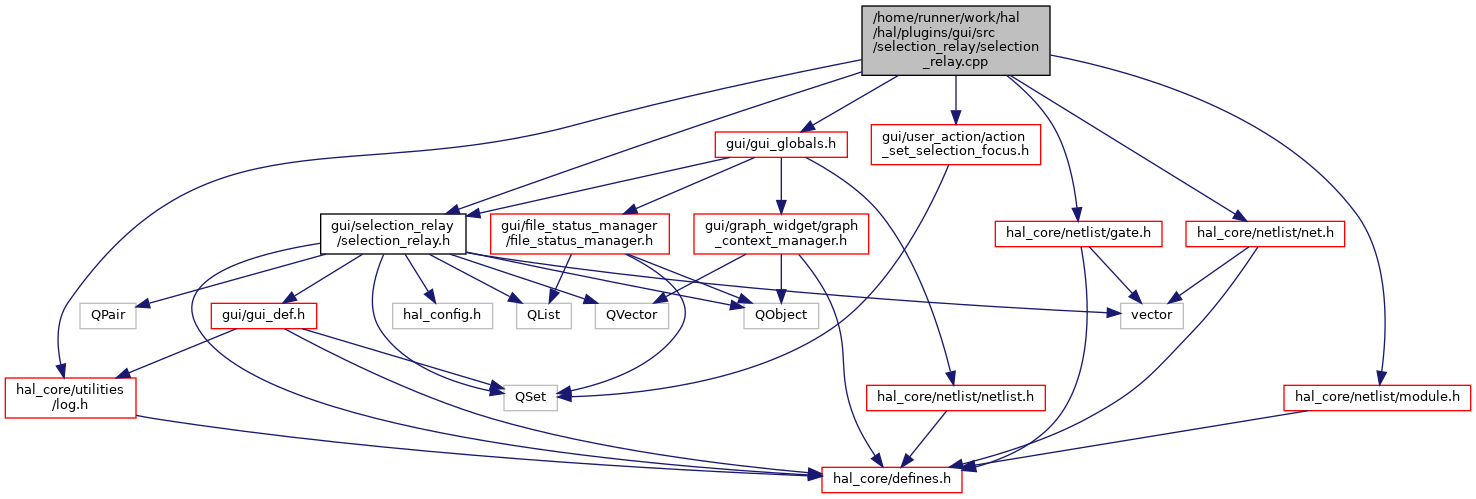 /home/runner/work/hal
/hal/plugins/gui/src
/selection_relay/selection
_relay.cpp
gui/user_action/action
_set_selection_focus.h
gui/gui_globals.h
gui/selection_relay
/selection_relay.h
gui/file_status_manager
/file_status_manager.h
gui/graph_widget/graph
_context_manager.h
hal_core/netlist/gate.h
hal_core/netlist/net.h
QPair
gui/gui_def.h
hal_config.h
QList
QVector
QObject
vector
hal_core/utilities
/log.h
QSet
hal_core/netlist/netlist.h
hal_core/netlist/module.h
hal_core/defines.h